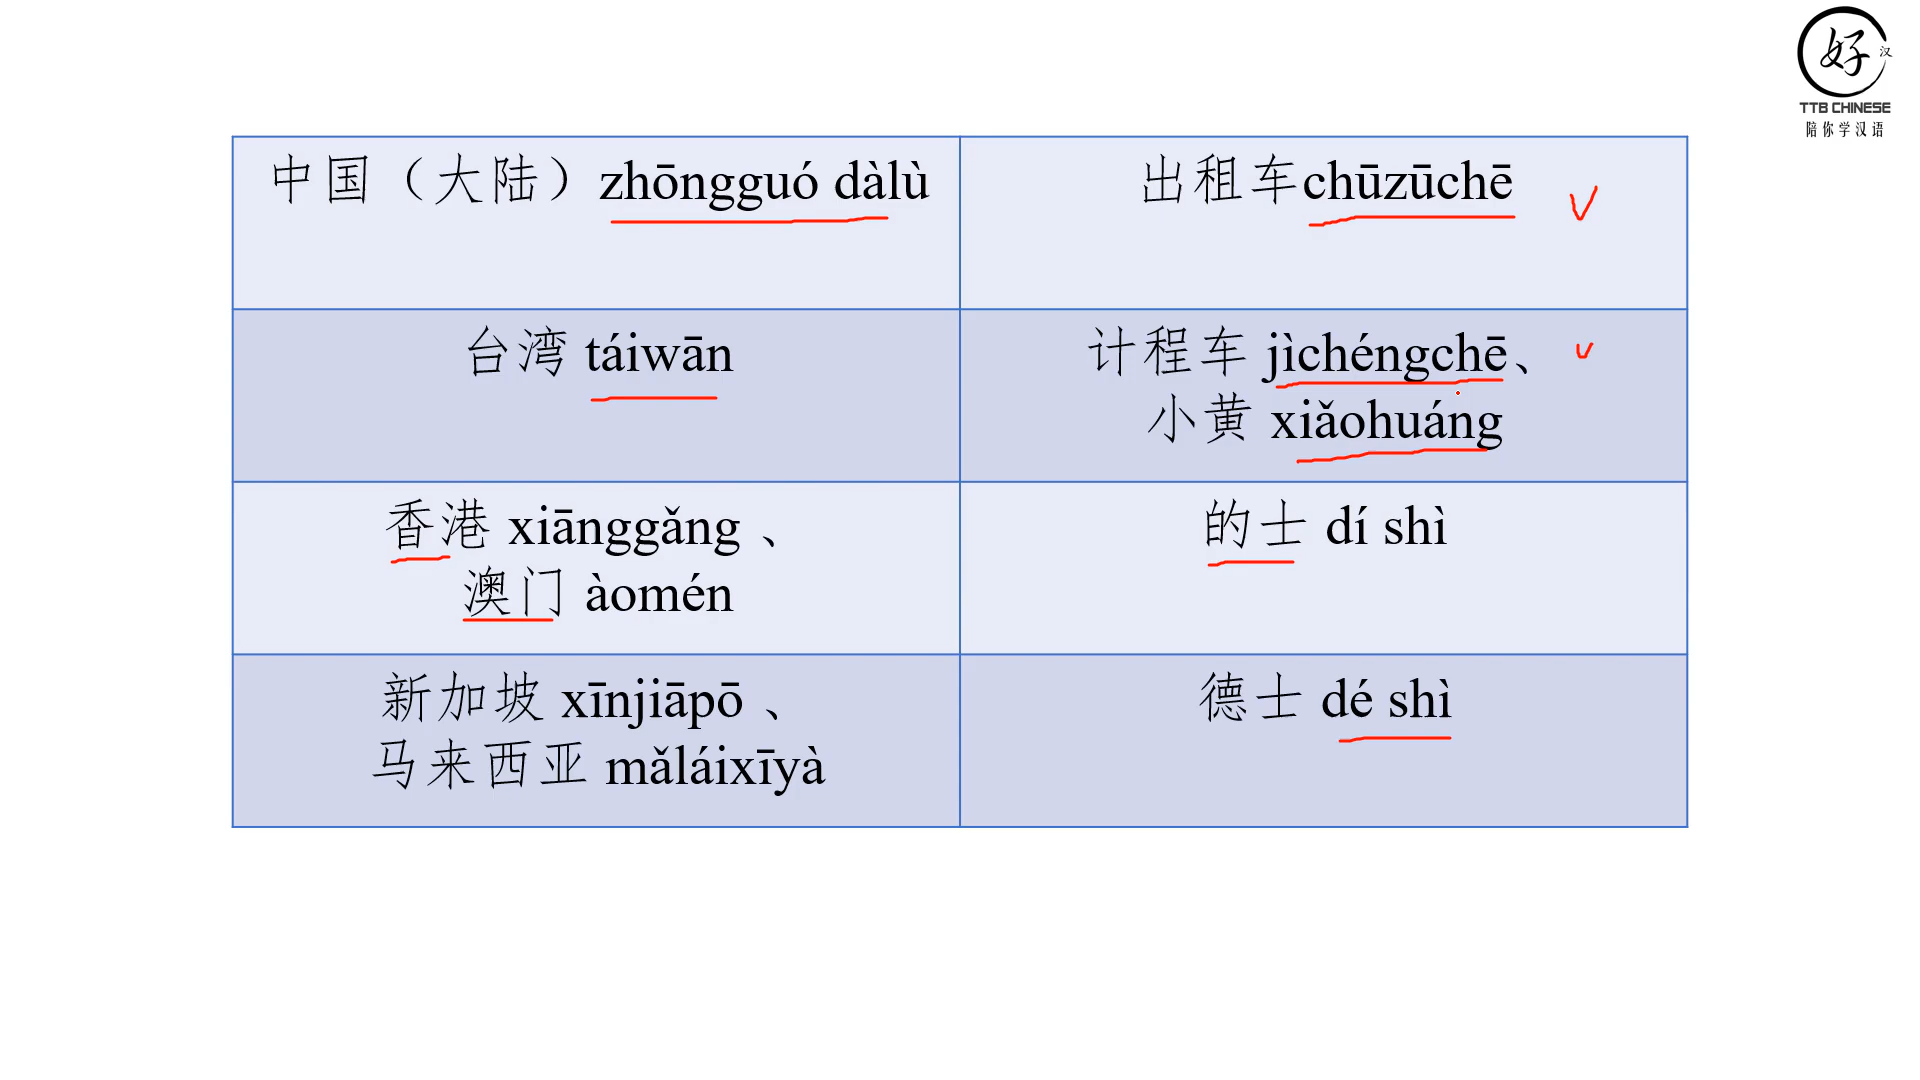 好
汉
TTB CHINESE
陪你学汉语
中国（大陆）zhōngguó dàlù
出租车chūzūchē
台湾 táiwān
计程车 jìchéngchē、
小黄 xiǎohuáng
香港 xiānggǎng 、
澳门 àomén
的士 dí shì
新加坡 xīnjiāpō 、
马来西亚 mǎláixīyà
德士 dé shì